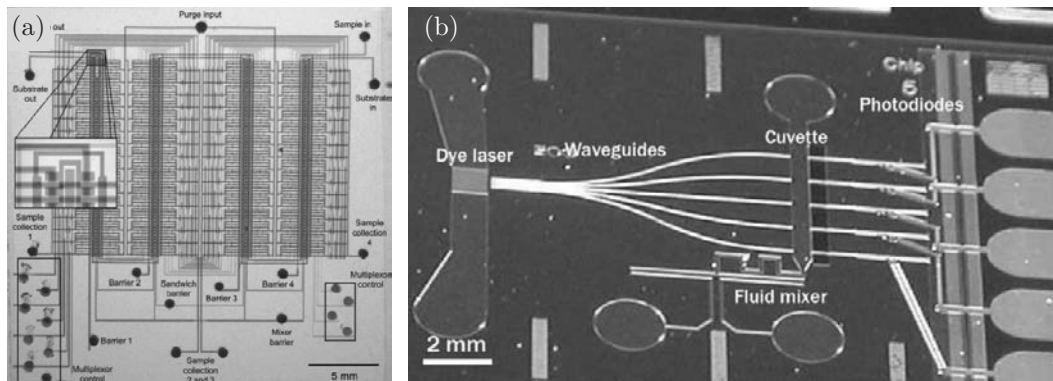 (a)
out
Purge input
Sample in
Substrate
out
Substrates
in
Sample
collection
1
Sample
collection
4
Barrier 2
Sandwich
barrier
Barrier 3
Barrier 4
Multiplexor
control
Barrier 1
Mixer
barrier
Multiplexor
control
Sample
collection
2 and 3
5 mm
(b)
Chip
Photodiodes
Cuvette
Dye laser
Waveguides
Fluid mixer
2 mm